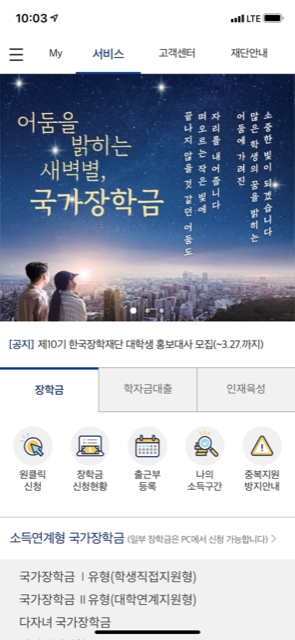 10:03
LTE
My
서비스
고객센터
재단안내
어둠을
밝히는
새벽별,
국가장학금
소중한 빛이 되겠습니다
많은 학생의 꿈을 밝히는
어둠에 가려진
자리를 내어줍니다
떠오르는 작은 빛에
끝나지 않을 것 같던 어둠도
[공지] 제10기 한국장학재단 대학생 홍보대사 모집(~3.27.까지)
장학금
학자금대출
인재육성
원클릭
신청
장학금
신청현황
출근부
등록
나의
소득구간
중복지원
방지안내
소득연계형 국가장학금 (일부 장학금은 PC에서 신청 가능합니다)
국가장학금 Ⅰ유형(학생직접지원형)
국가장학금 Ⅱ유형(대학연계지원형)
다자녀 국가장학금